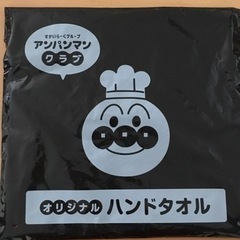 すかいらーくグループ
アンパンマン
クラブ
オリジナル ハンドタオル